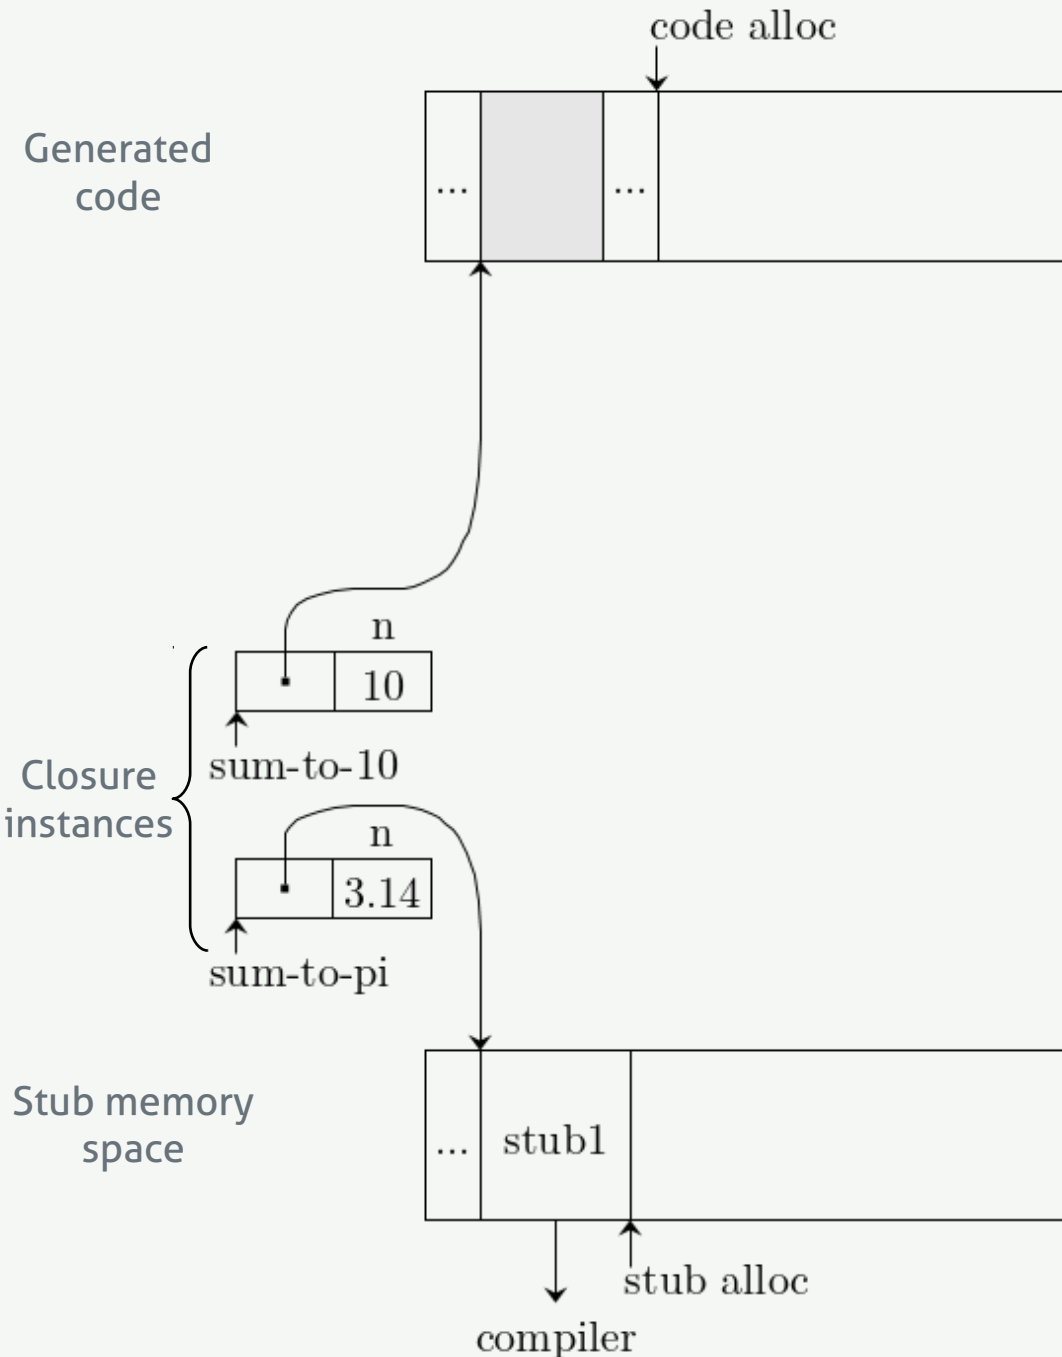 code alloc
Generated
code
...
...
n
10
sum-to-10
Closure
instances
n
3.14
sum-to-pi
Stub memory
space
...
stub1
stub alloc
compiler